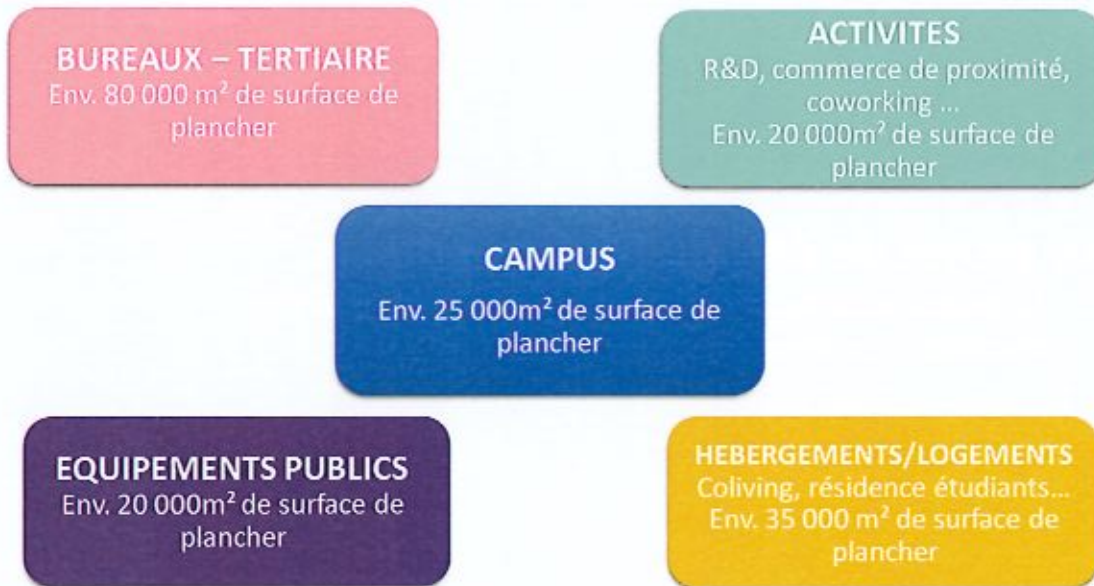 BUREAUX – TERTIAIRE
Env. 80 000 m² de surface de
plancher
ACTIVITES
R&D, commerce de proximité,
coworking ...
Env. 20 000m² de surface de
plancher
CAMPUS
Env. 25 000m² de surface de
plancher
EQUIPEMENTS PUBLICS
Env. 20 000m² de surface de
plancher
HEBERGEMENTS/LOGEMENTS
Coliving, résidence étudiants...
Env. 35 000 m² de surface de
plancher